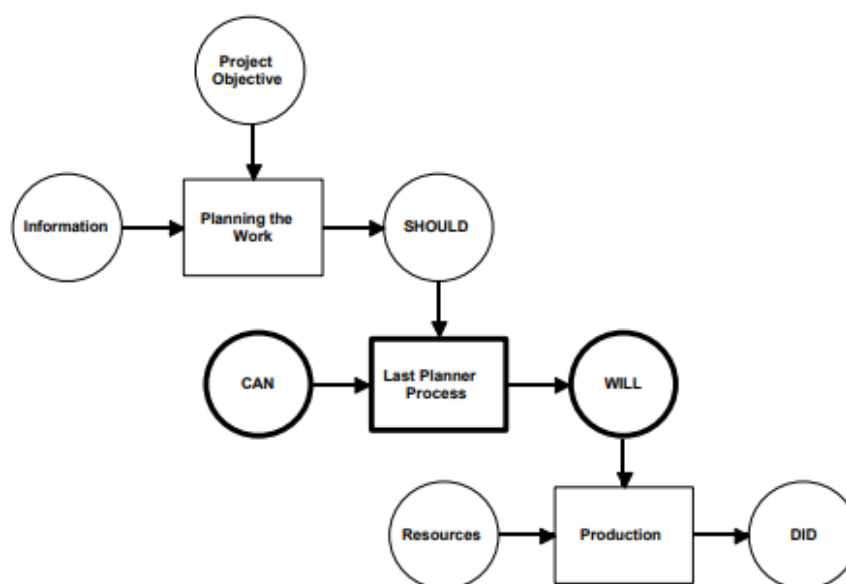 Project
Objective
Information
Planning the
Work
SHOULD
CAN
Last Planner
Process
WILL
Resources
Production
DID